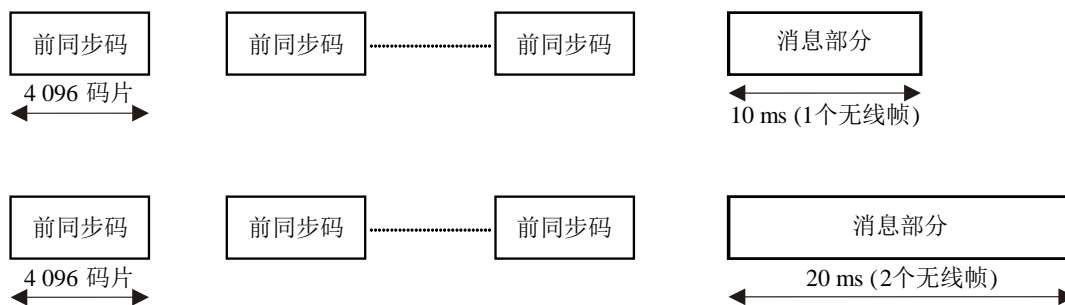 前同步码 前同步码 前同步码 消息部分
4 096 码片
10 ms (1个无线帧)
前同步码 前同步码 前同步码 消息部分
4 096 码片 20 ms (2个无线帧)